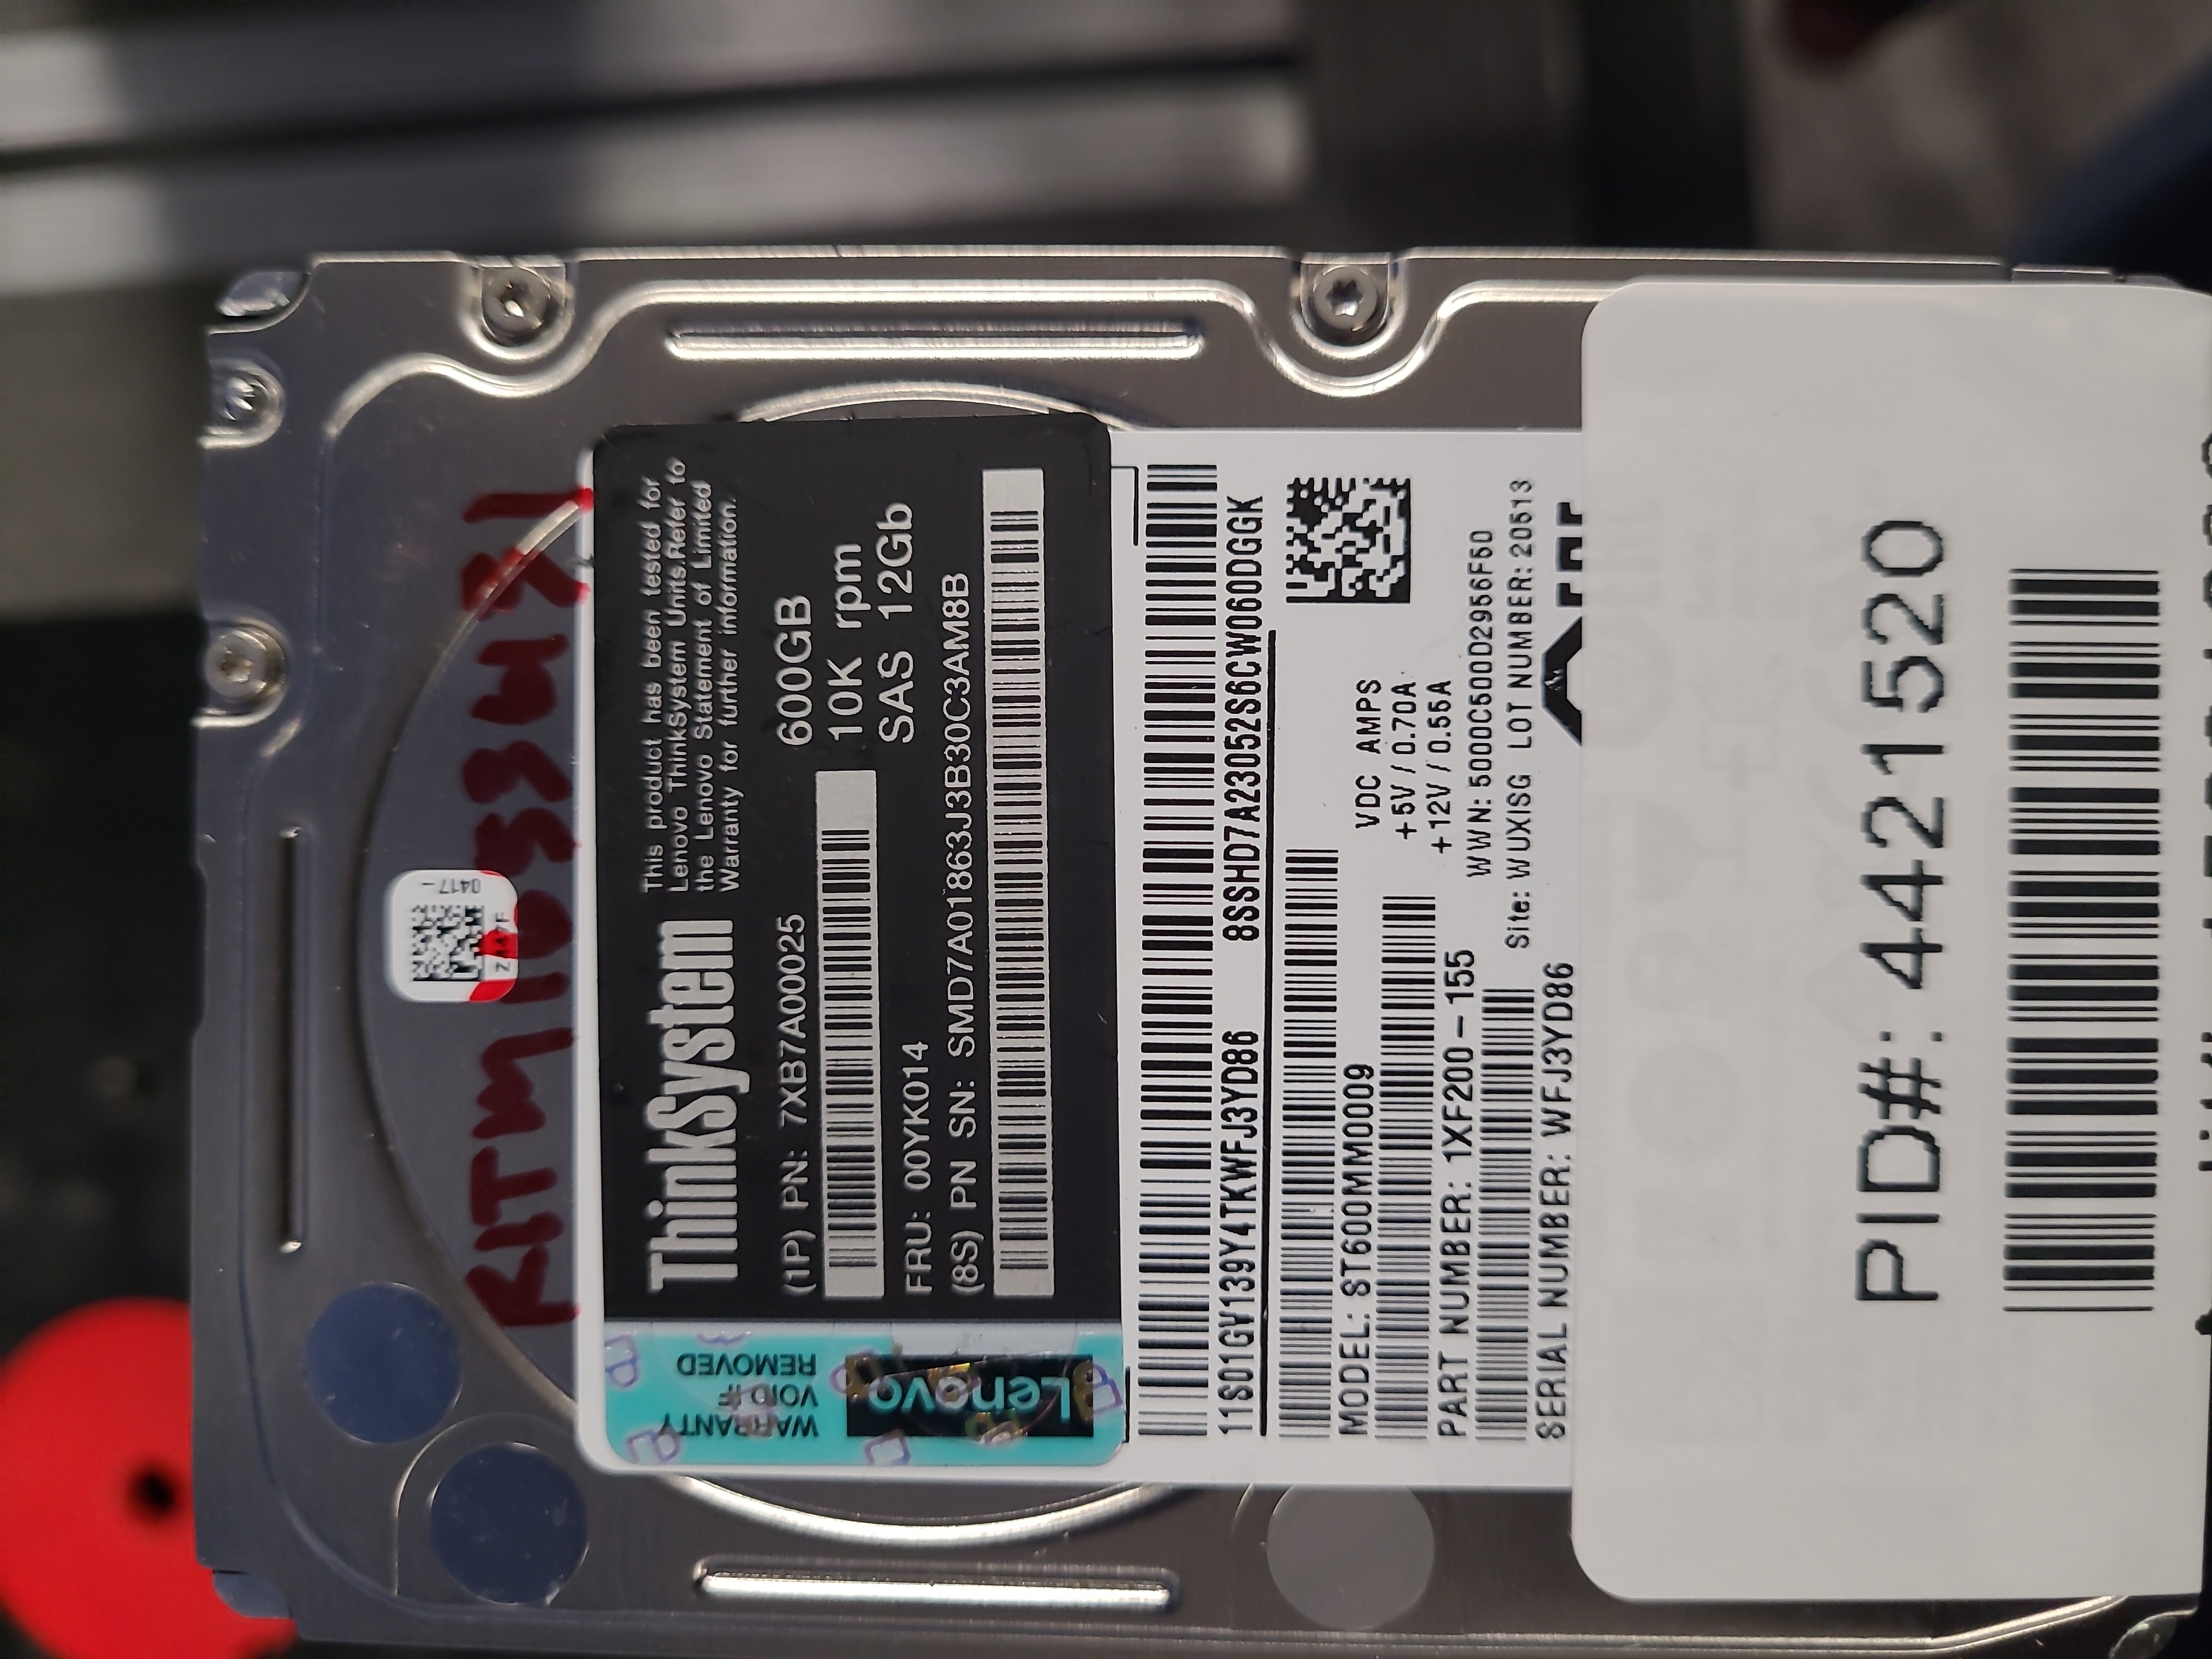 Z447F
0417-
WARRANTY
VOID IF
REMOVED
Lenovo
ThinkSystem
This product has been tested for
Lenovo ThinkSystem Units.Refer to
the Lenovo Statement of Limited
Warranty for further information.
(1P) PN: 7XB7A00025
600GB
10K rpm
SAS 12Gb
FRU: 00YK014
(8S) PN SN: SMD7A01863J3B30C3AM8B
11S01GV139Y4TKWFJ3YD86 8SSHD7A23052S6CW060DGGK
MODEL: ST600MM0009
VDC AMPS
+5V / 0.70A
+12V / 0.55A
PART NUMBER: 1XF200-155
WWN: 5000C500D2956F50
Site: WUXISG LOT NUMBER: 20513
SERIAL NUMBER: WFJ3YD86
PID#: 4421520